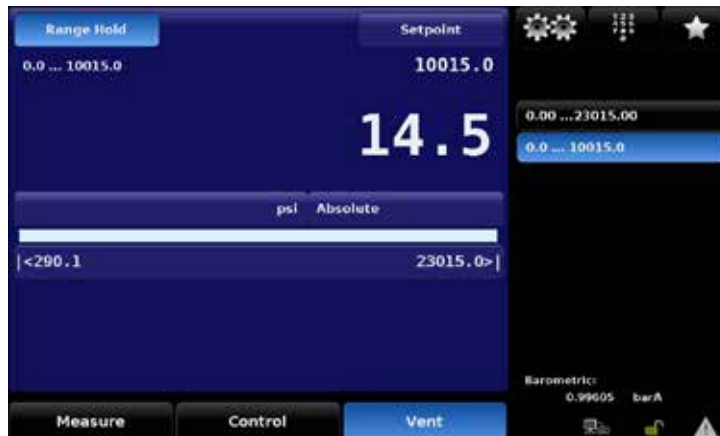 Range Hold
Setpoint
0.0 ... 10015.0
10015.0
14.5
psi Absolute
|<290.1
23015.0>|
Measure
Control
Vent
0.00 ...23015.00
0.0 ... 10015.0
Barometric:
0.99605 barA